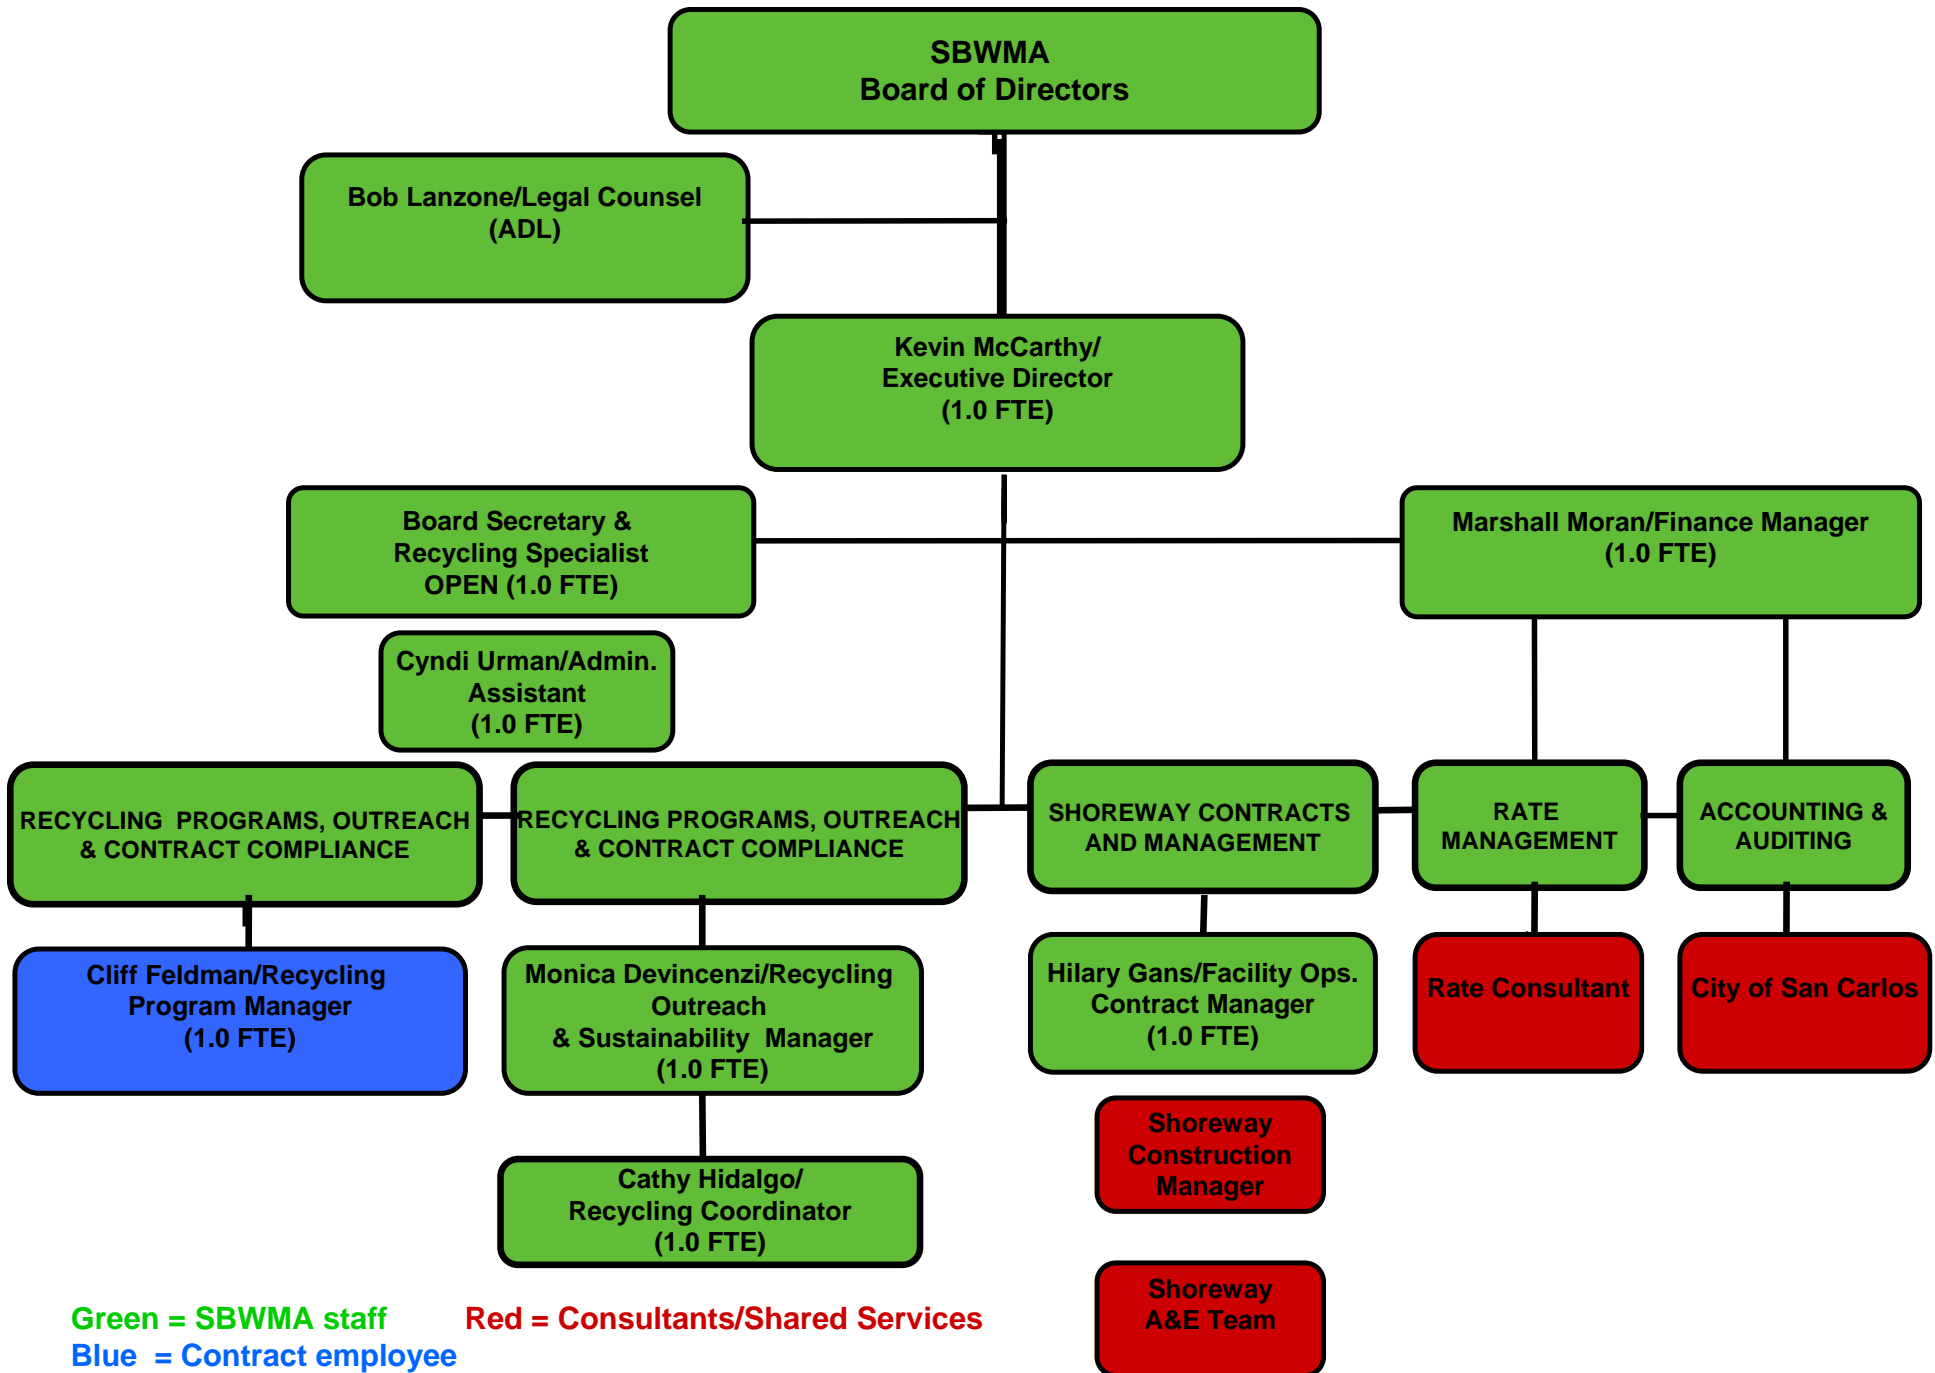 SBWMA
Board of Directors
Bob Lanzone/Legal Counsel
(ADL)
Kevin McCarthy/
Executive Director
(1.0 FTE)
Board Secretary &
Recycling Specialist
OPEN (1.0 FTE)
Marshall Moran/Finance Manager
(1.0 FTE)
Cyndi Urman/Admin.
Assistant
(1.0 FTE)
RECYCLING PROGRAMS, OUTREACH
& CONTRACT COMPLIANCE
RECYCLING PROGRAMS, OUTREACH
& CONTRACT COMPLIANCE
SHOREWAY CONTRACTS
AND MANAGEMENT
RATE
MANAGEMENT
ACCOUNTING &
AUDITING
Cliff Feldman/Recycling
Program Manager
(1.0 FTE)
Monica Devincenzi/Recycling
Outreach
& Sustainability Manager
(1.0 FTE)
Hilary Gans/Facility Ops.
Contract Manager
(1.0 FTE)
Rate Consultant
City of San Carlos
Shoreway
Construction
Manager
Cathy Hidalgo/
Recycling Coordinator
(1.0 FTE)
Shoreway
A&E Team
Green = SBWMA staff
Red = Consultants/Shared Services
Blue = Contract employee